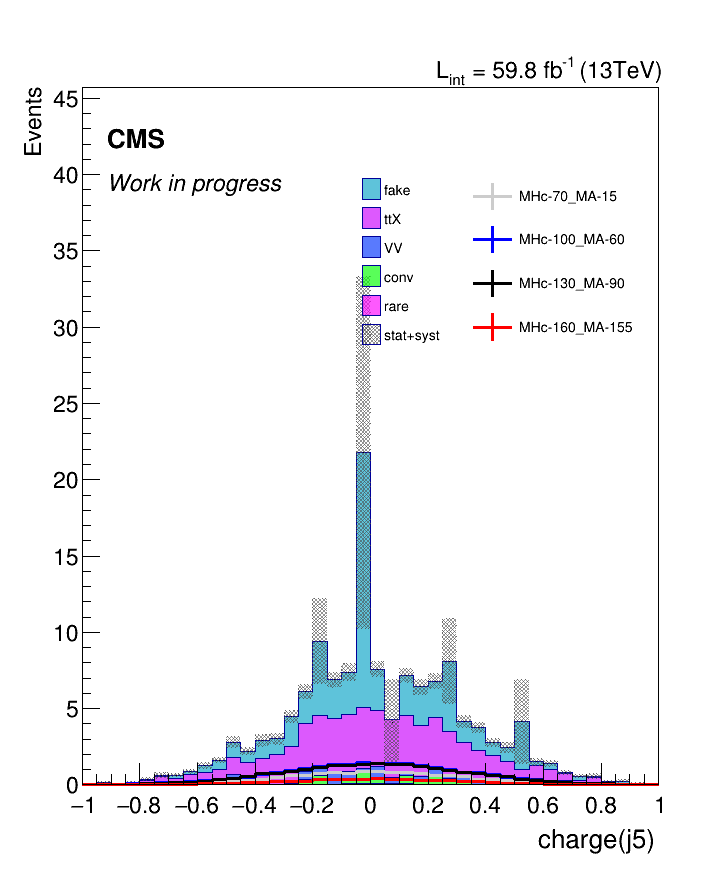 L_int = 59.8 fb^-1 (13TeV)
Events
CMS
Work in progress
fake
ttX
VV
conv
rare
stat+syst
MHc-70_MA-15
MHc-100_MA-60
MHc-130_MA-90
MHc-160_MA-155
45
40
35
30
25
20
15
10
5
0
−1 −0.8 −0.6 −0.4 −0.2 0 0.2 0.4 0.6 0.8 1
charge(j5)